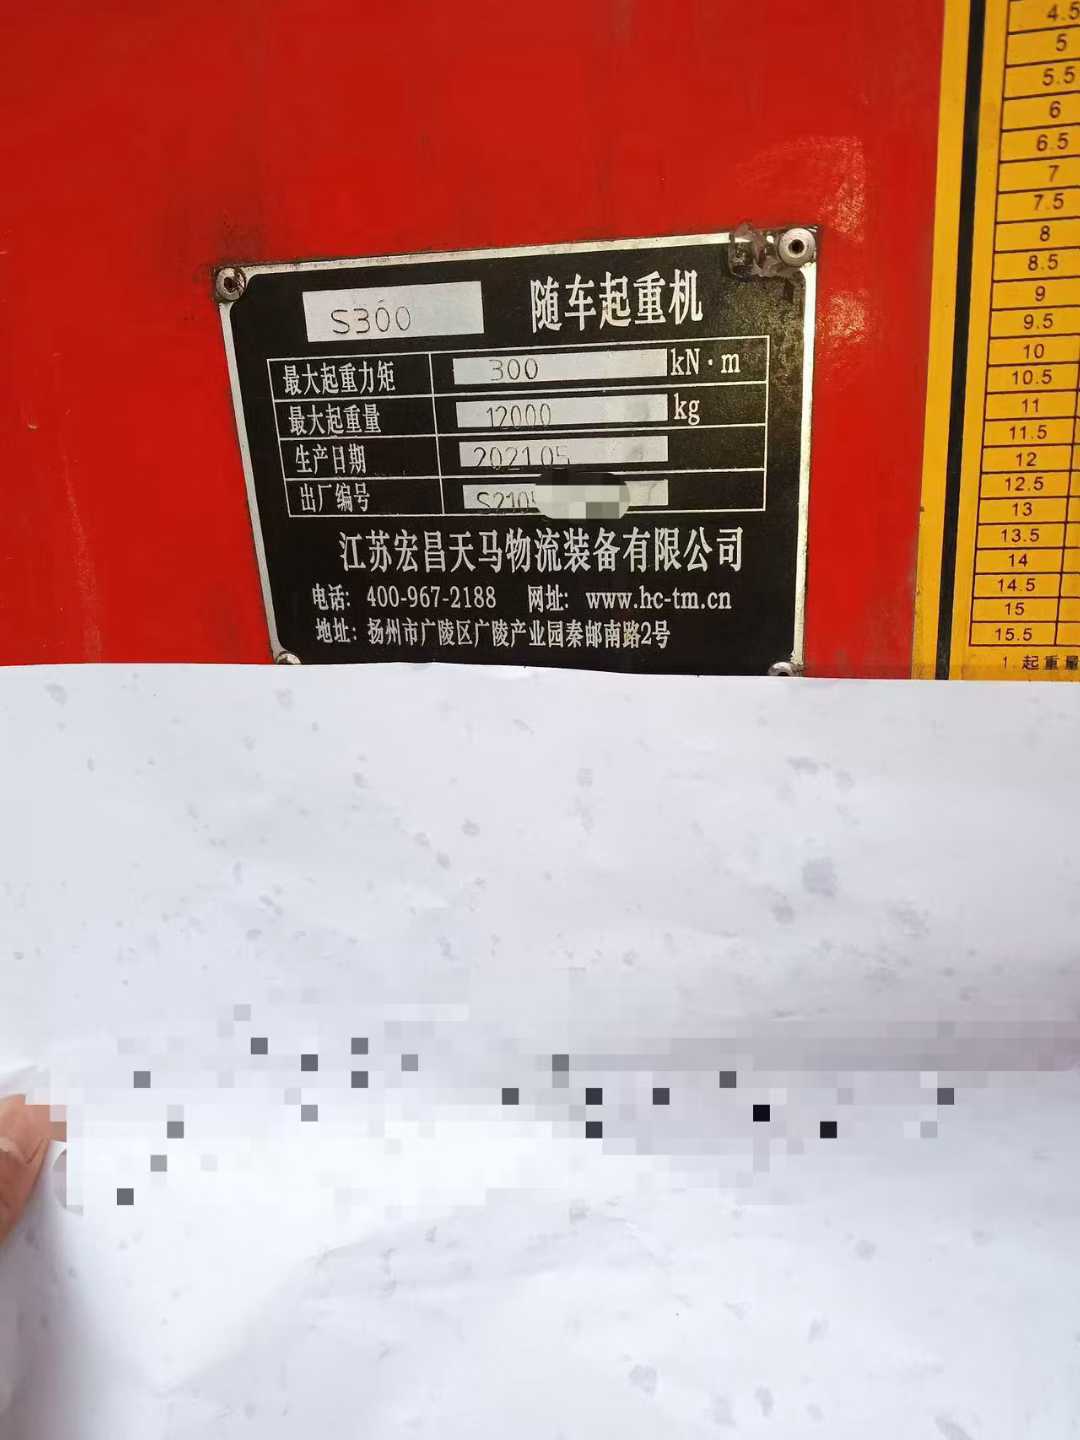 S300 随车起重机
最大起重力矩 300 kN·m
最大起重量 12000 kg
生产日期 202105
出厂编号 S210
江苏宏昌天马物流装备有限公司
电话: 400-967-2188 网址: www.hc-tm.cn
地址: 扬州市广陵区广陵产业园秦邮南路2号
4.5
5
5.5
6
6.5
7
7.5
8
8.5
9
9.5
10
10.5
11
11.5
12
12.5
13
13.5
14
14.5
15
15.5
1. 起重量